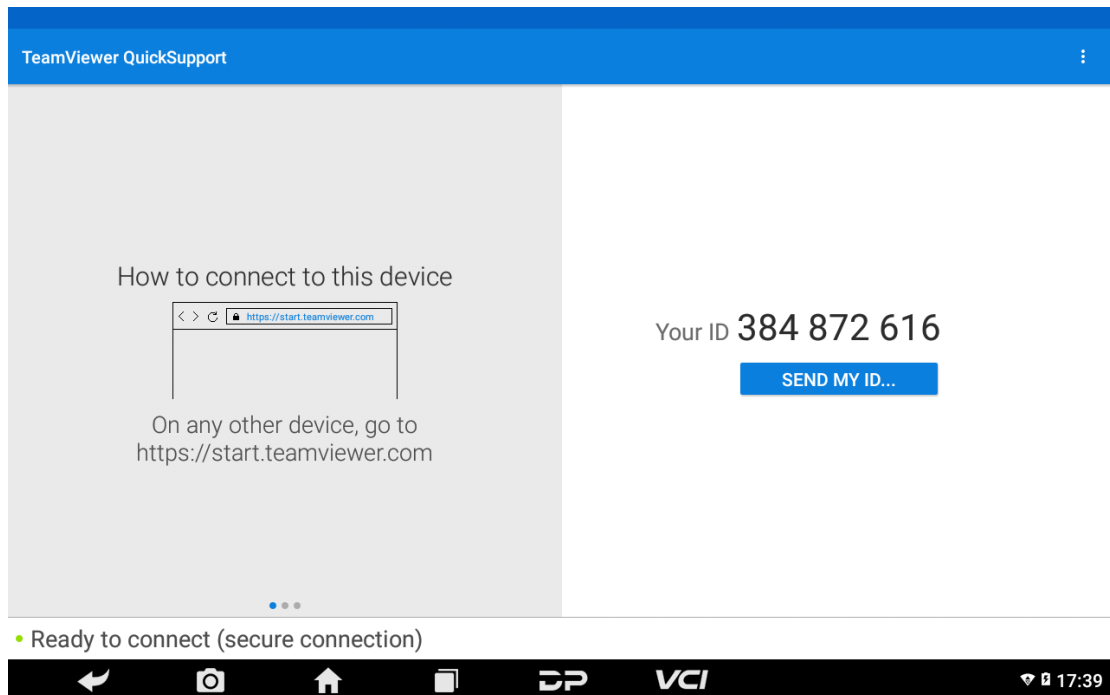 TeamViewer QuickSupport
How to connect to this device
https://start.teamviewer.com
On any other device, go to
https://start.teamviewer.com
Your ID 384 872 616
SEND MY ID...
Ready to connect (secure connection)
DP VCI 17:39